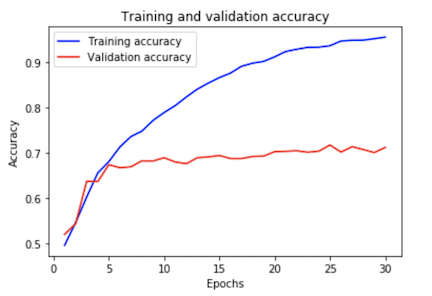 Training and validation accuracy
Training accuracy
Validation accuracy
Accuracy
0.9
0.8
0.7
0.6
0.5
0 5 10 15 20 25 30
Epochs